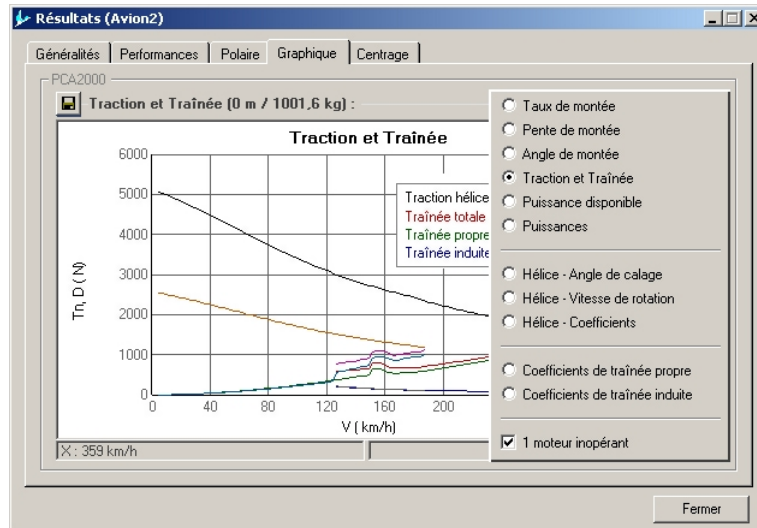 Résultats (Avion2)
Généralités Performances Polaire Graphique Centrage
PCA2000
Traction et Traînée (0 m / 1001,6 kg) :
Traction et Traînée
6000
5000
4000
3000
2000
1000
0
Tn, D ( N)
0 40 80 120 160 200
V ( km/h)
Traction hélice
Traînée totale
Traînée propre
Traînée induite
X : 359 km/h
Taux de montée
Pente de montée
Angle de montée
Traction et Traînée
Puissance disponible
Puissances
Hélice - Angle de calage
Hélice - Vitesse de rotation
Hélice - Coefficients
Coefficients de traînée propre
Coefficients de traînée induite
1 moteur inopérant
Fermer